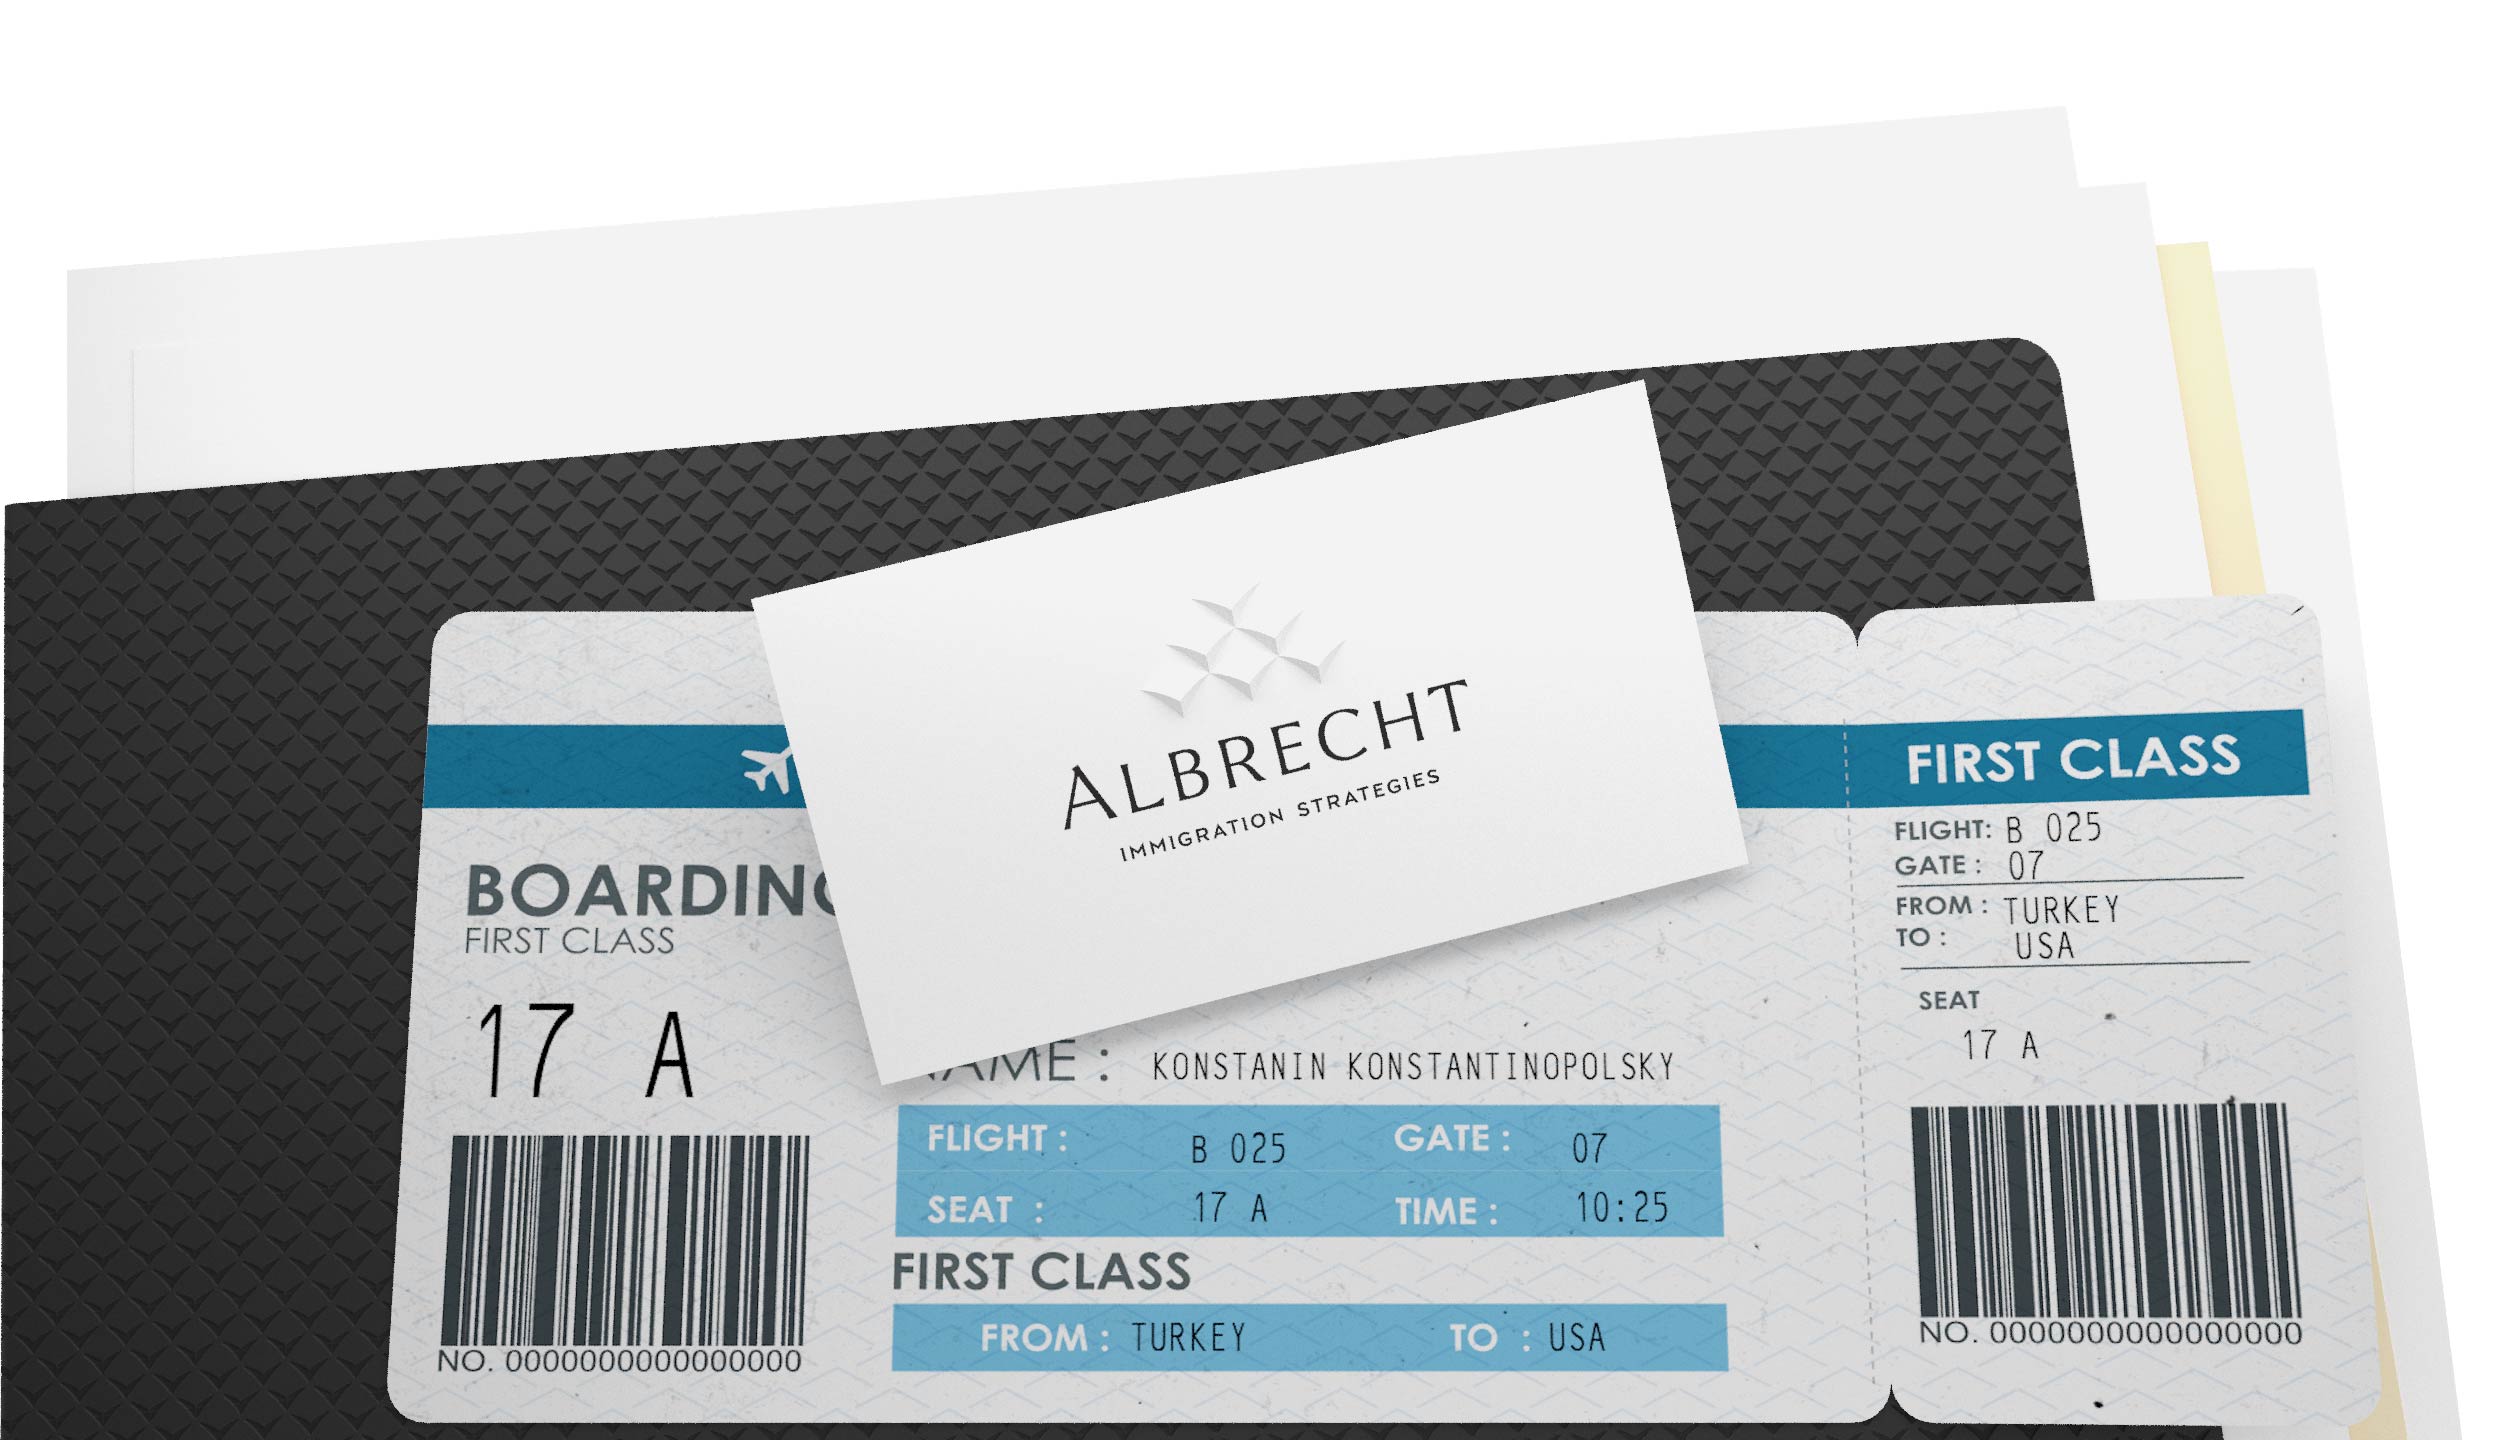 ALBRECHT
IMMIGRATION STRATEGIES
BOARDING
FIRST CLASS
17 A
NO. 0000000000000000
NAME : KONSTANIN KONSTANTINOPOLSKY
FLIGHT : B 025 GATE : 07
SEAT : 17 A TIME : 10:25
FIRST CLASS
FROM : TURKEY TO : USA
FIRST CLASS
FLIGHT: B 025
GATE : 07
FROM : TURKEY
TO : USA
SEAT
17 A
NO. 0000000000000000